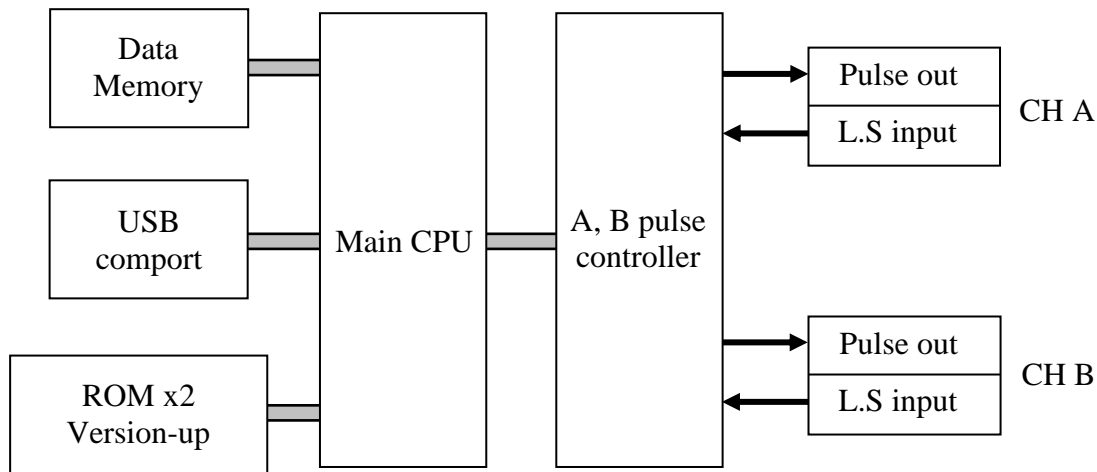 Data
Memory
USB
comport
ROM x2
Version-up
Main CPU
A, B pulse
controller
Pulse out
L.S input
CH A
Pulse out
L.S input
CH B